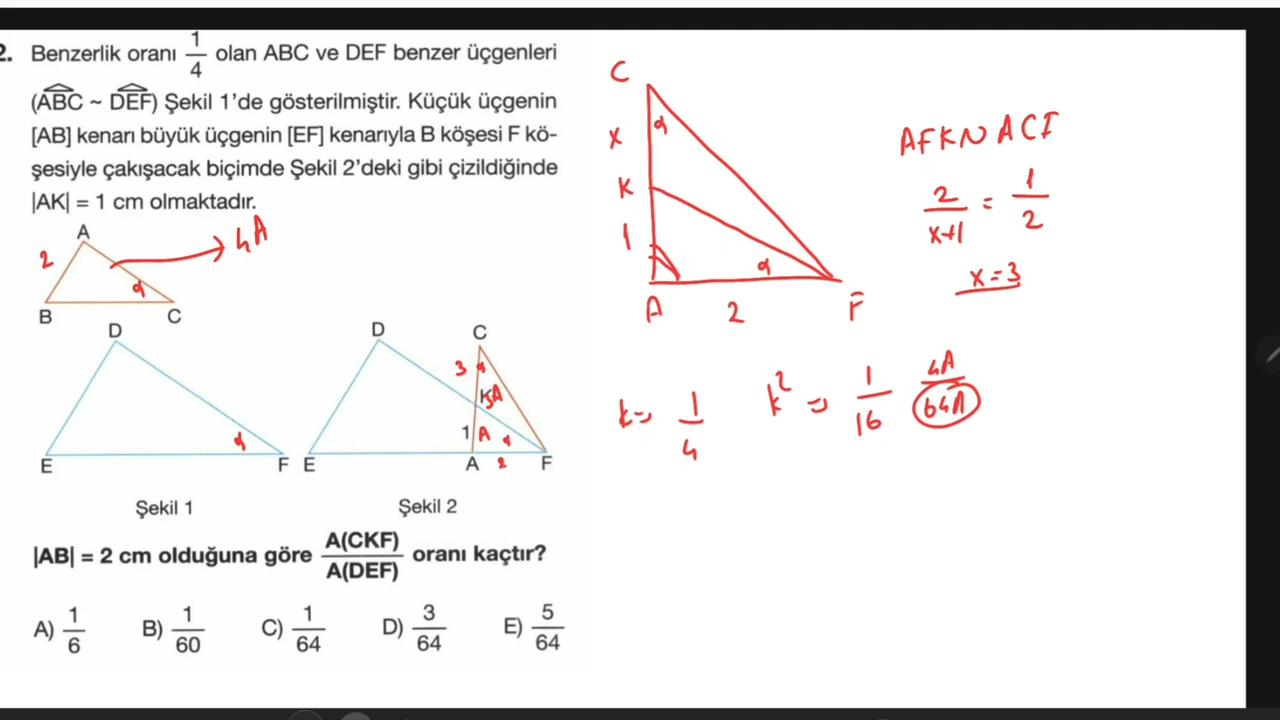 2. Benzerlik oranı 1/4 olan ABC ve DEF benzer üçgenleri
(ABC ~ DEF) Şekil 1'de gösterilmiştir. Küçük üçgenin
[AB] kenarı büyük üçgenin [EF] kenarıyla B köşesi F kö-
şesiyle çakışacak biçimde Şekil 2'deki gibi çizildiğinde
|AK| = 1 cm olmaktadır.
A
2
α
B C
4A
D
E α F
Şekil 1
D C
3 α
K 3A
1 A α
E A 2 F
Şekil 2
|AB| = 2 cm olduğuna göre A(CKF)/A(DEF) oranı kaçtır?
A) 1/6 B) 1/60 C) 1/64 D) 3/64 E) 5/64
C
x α
K
1 α
A 2 F
AFK ~ ACF
2/x+1 = 1/2
x=3
k => 1/4 k² => 1/16 4A/64A